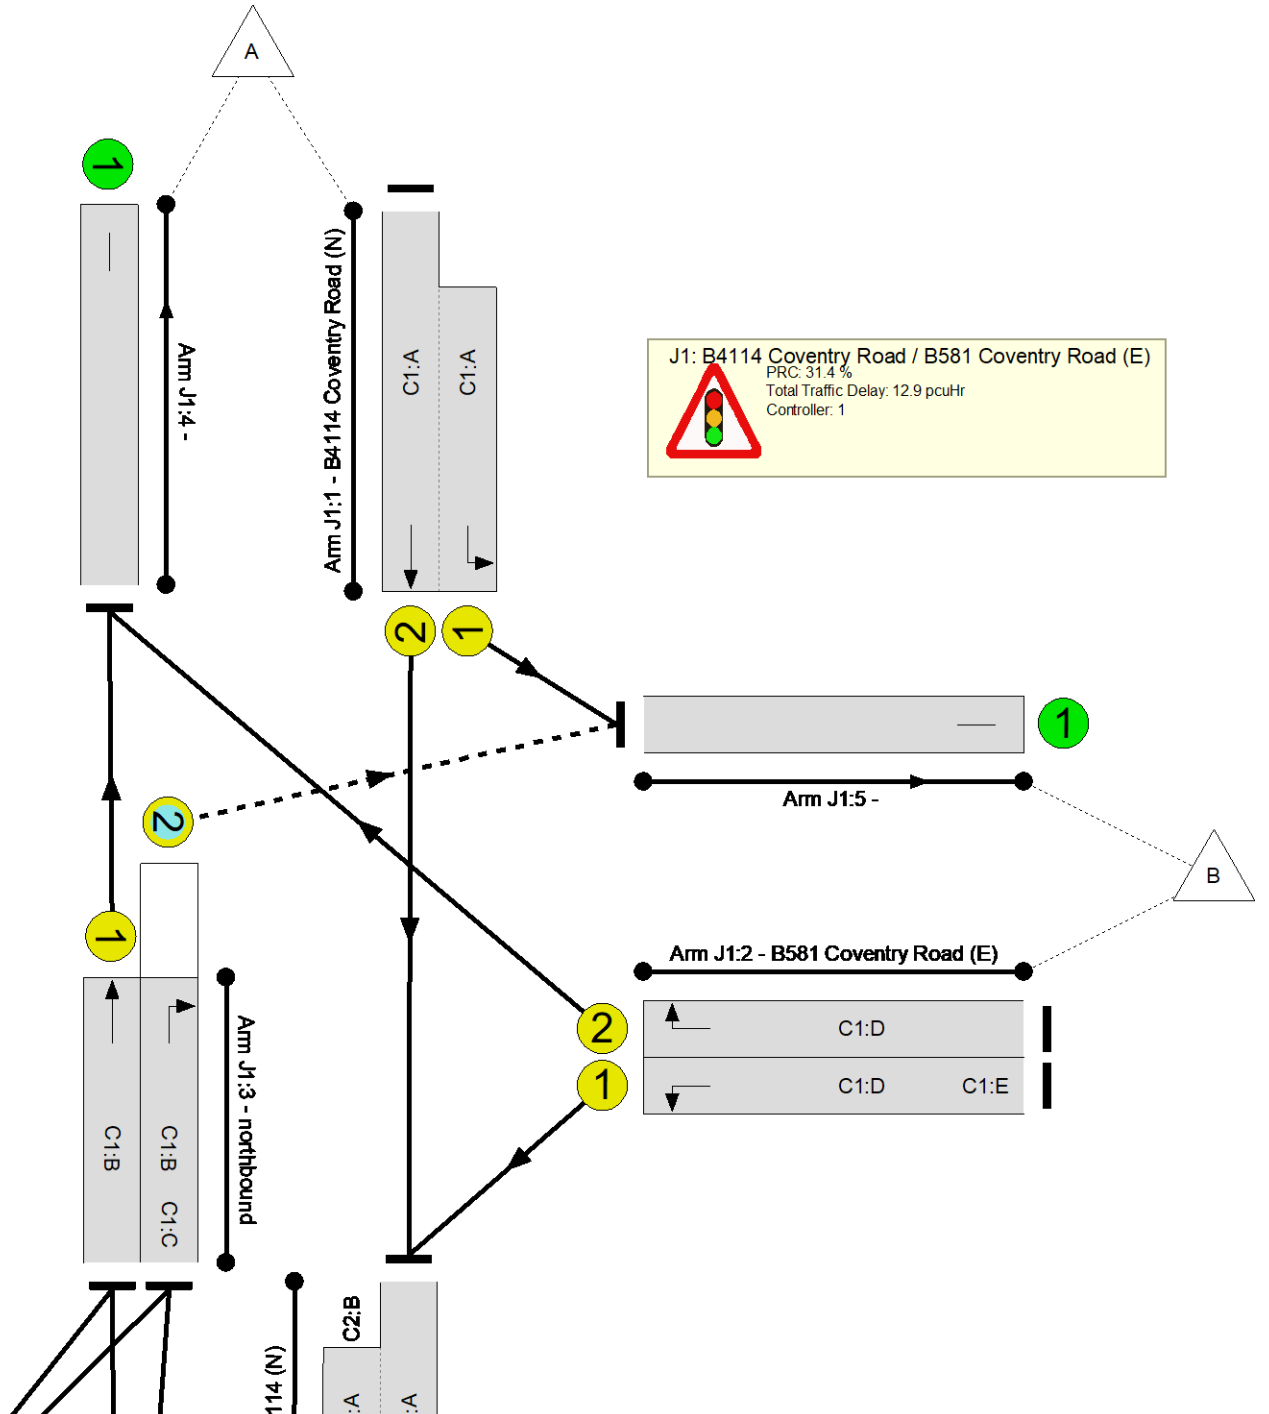 A
1
Arm J1:4 -
Arm J1:1 - B4114 Coventry Road (N)
C1:A
C1:A
J1: B4114 Coventry Road / B581 Coventry Road (E)
PRC: 31.4 %
Total Traffic Delay: 12.9 pcuHr
Controller: 1
2
1
1
Arm J1:5 -
2
B
1
Arm J1:2 - B581 Coventry Road (E)
2
C1:D
1
C1:D C1:E
Arm J1:3 - northbound
C1:B
C1:B C1:C
C2:B
114 (N)
:A
:A